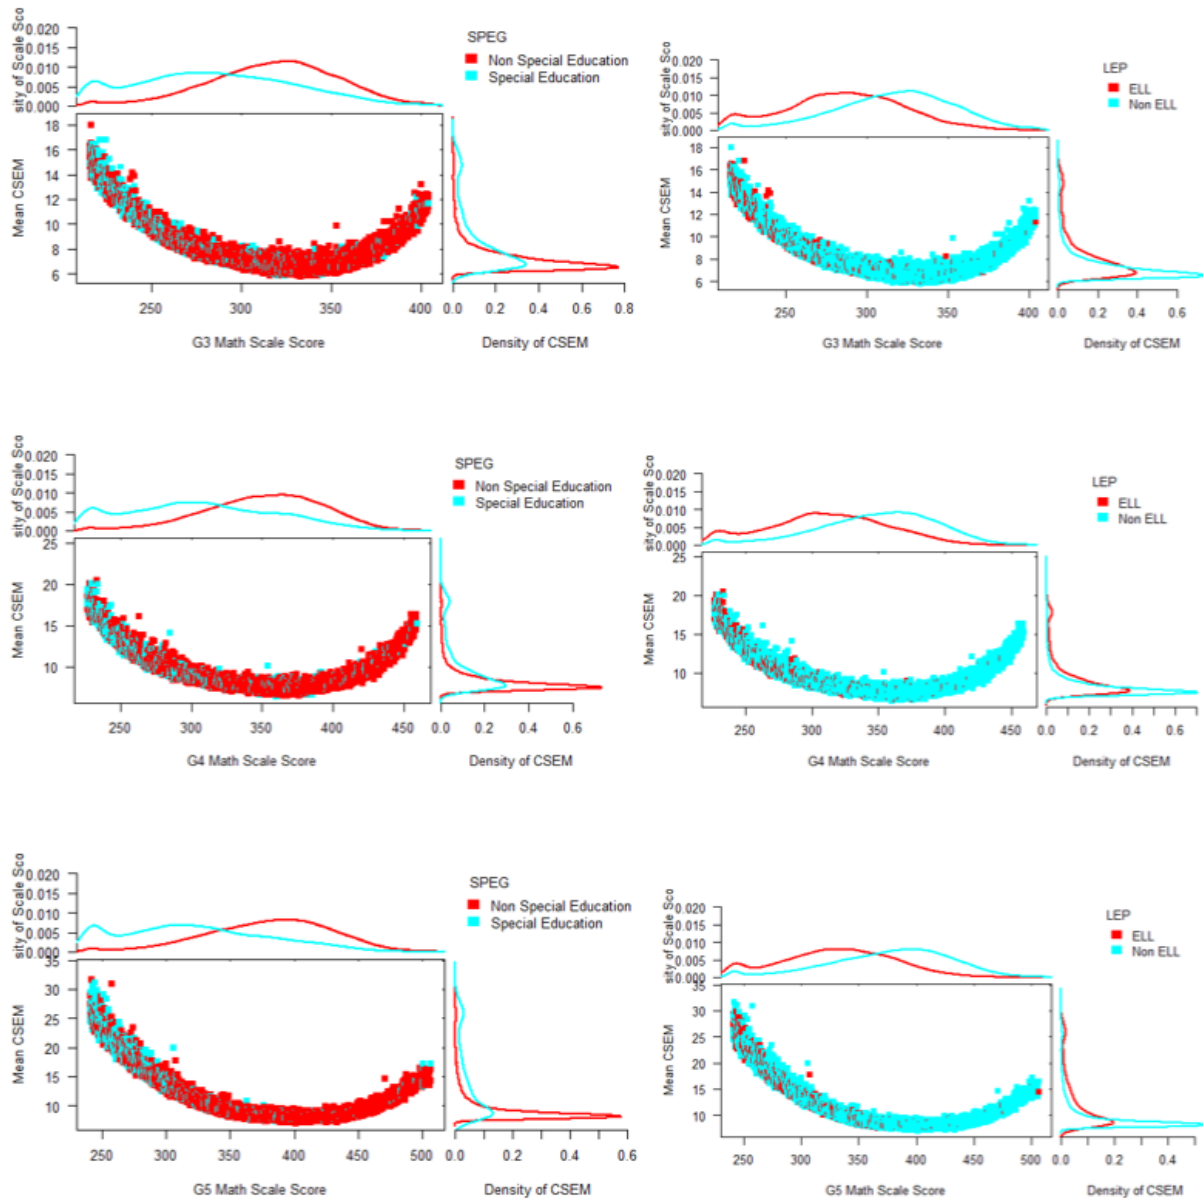 sity of Scale Sco
0.020
0.015
0.010
0.005
0.000
SPEG
Non Special Education
Special Education
Mean CSEM
18
16
14
12
10
8
6
250 300 350 400
G3 Math Scale Score
0.0 0.2 0.4 0.6 0.8
Density of CSEM
sity of Scale Sco
0.020
0.015
0.010
0.005
0.000
LEP
ELL
Non ELL
Mean CSEM
18
16
14
12
10
8
6
250 300 350 400
G3 Math Scale Score
0.0 0.2 0.4 0.6
Density of CSEM
sity of Scale Sco
0.020
0.015
0.010
0.005
0.000
SPEG
Non Special Education
Special Education
Mean CSEM
25
20
15
10
250 300 350 400 450
G4 Math Scale Score
0.0 0.2 0.4 0.6
Density of CSEM
sity of Scale Sco
0.020
0.015
0.010
0.005
0.000
LEP
ELL
Non ELL
Mean CSEM
25
20
15
10
250 300 350 400 450
G4 Math Scale Score
0.0 0.2 0.4 0.6
Density of CSEM
sity of Scale Sco
0.020
0.015
0.010
0.005
0.000
SPEG
Non Special Education
Special Education
Mean CSEM
35
30
25
20
15
10
250 300 350 400 450 500
G5 Math Scale Score
0.0 0.2 0.4 0.6
Density of CSEM
sity of Scale Sco
0.020
0.015
0.010
0.005
0.000
LEP
ELL
Non ELL
Mean CSEM
35
30
25
20
15
10
250 300 350 400 450 500
G5 Math Scale Score
0.0 0.2 0.4
Density of CSEM